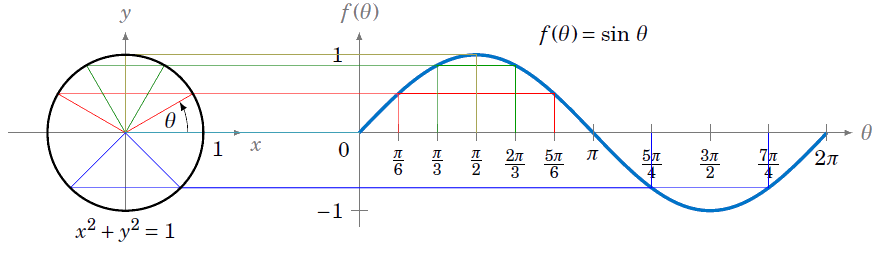 y
f(θ)
f(θ) = sin θ
1
θ
1
x
0
π/6 π/3 π/2 2π/3 5π/6 π 5π/4 3π/2 7π/4 2π
θ
−1
x² + y² = 1